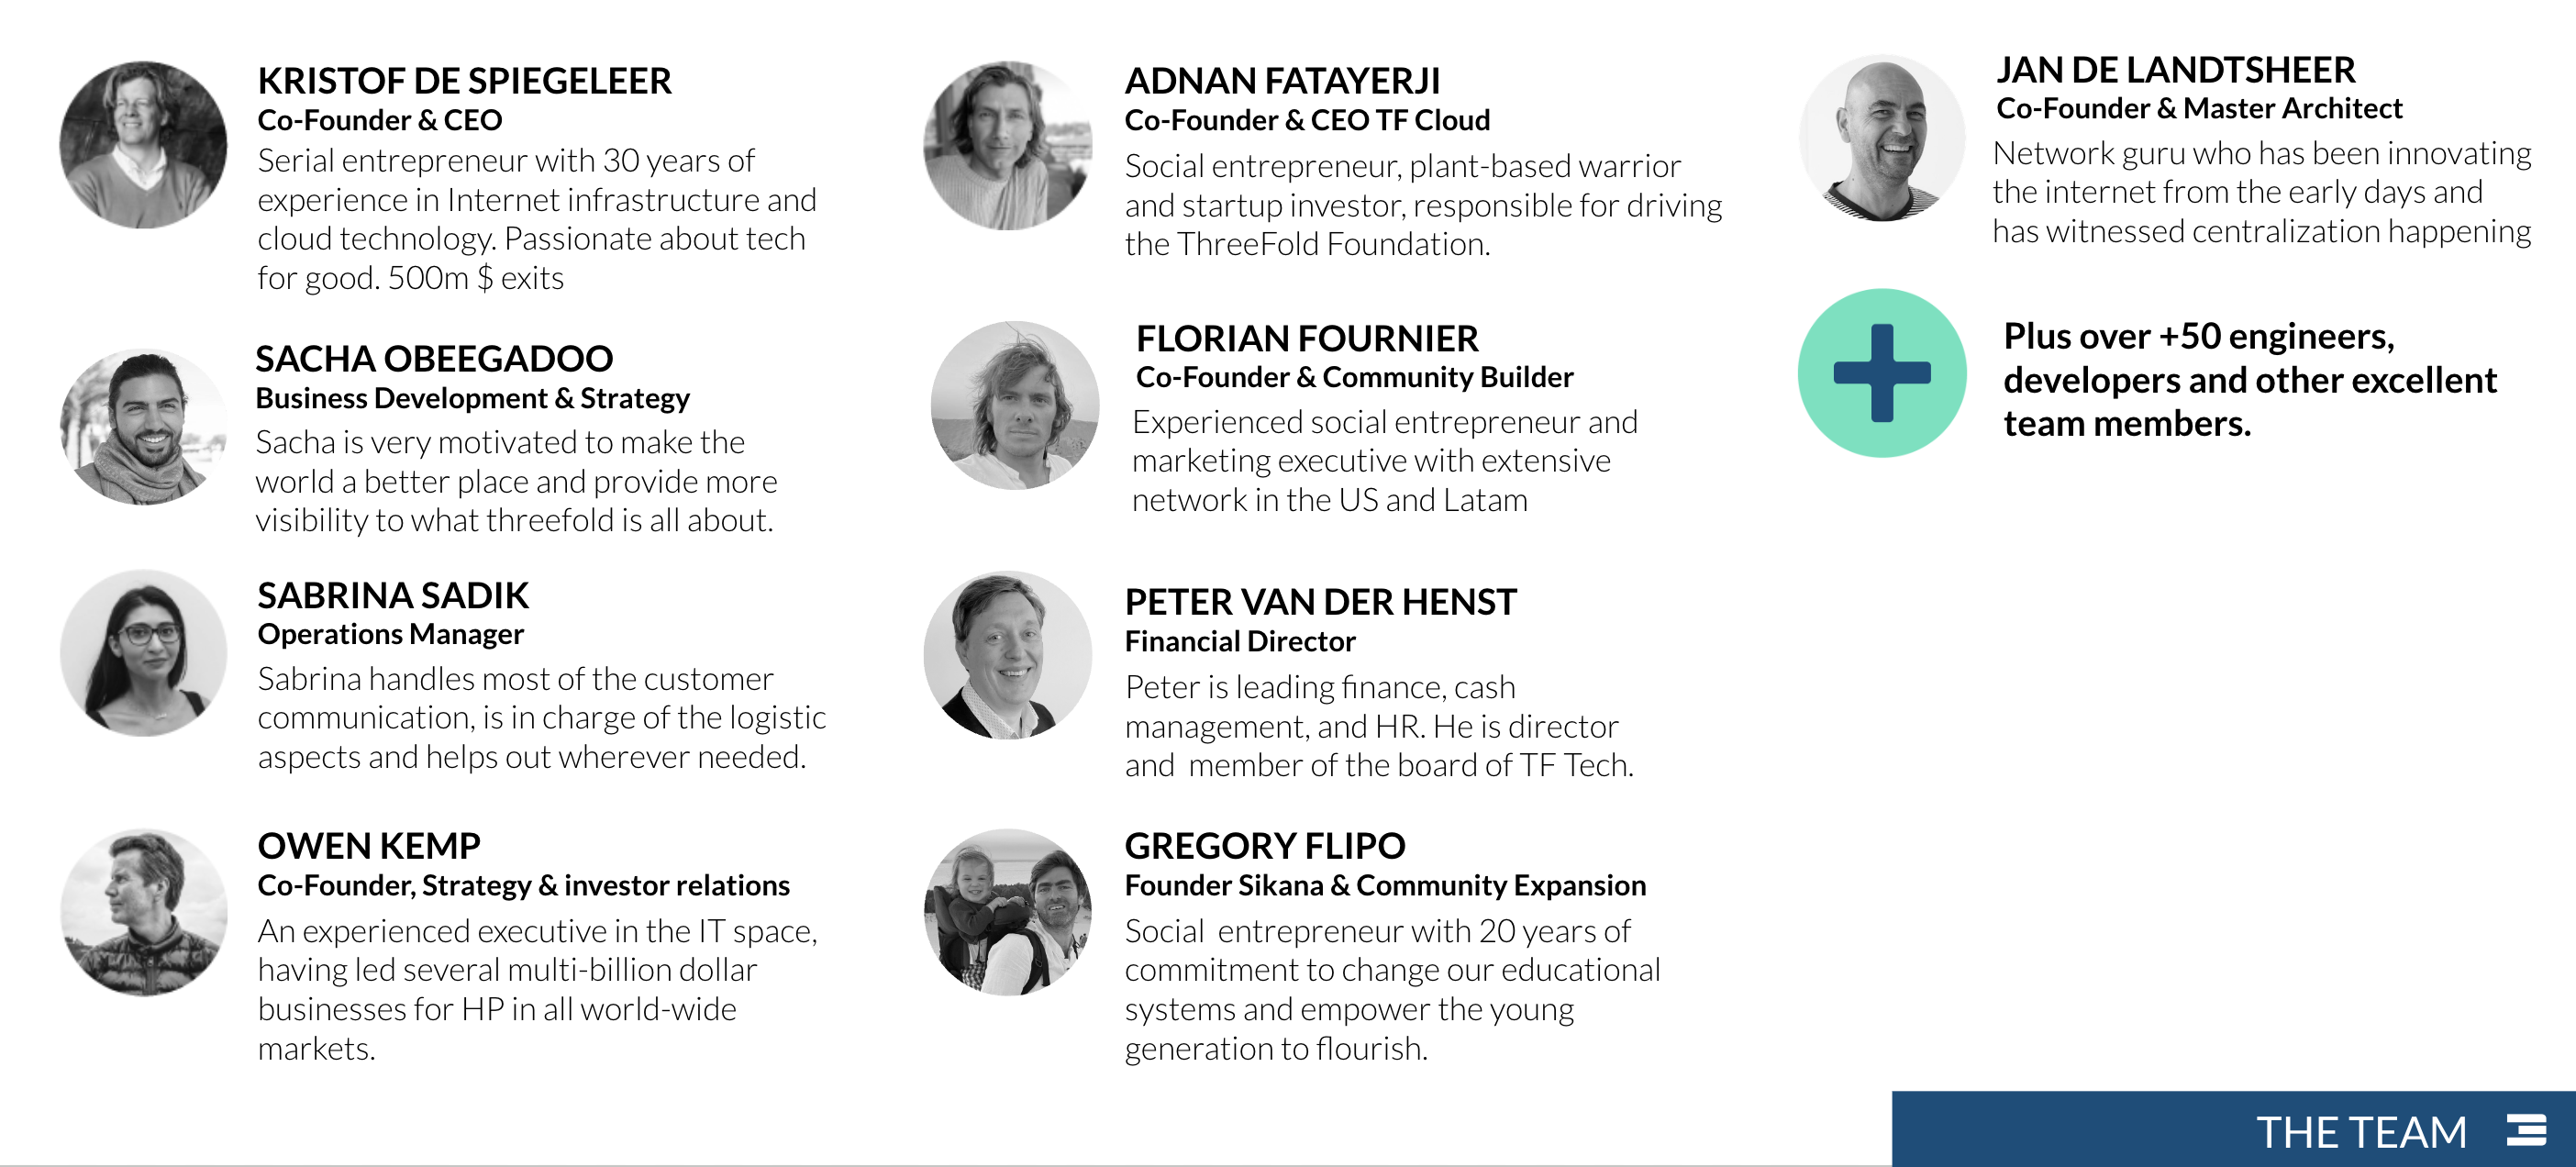 KRISTOF DE SPIEGELEER
Co-Founder & CEO
Serial entrepreneur with 30 years of
experience in Internet infrastructure and
cloud technology. Passionate about tech
for good. 500m $ exits
SACHA OBEEGADOO
Business Development & Strategy
Sacha is very motivated to make the
world a better place and provide more
visibility to what threefold is all about.
SABRINA SADIK
Operations Manager
Sabrina handles most of the customer
communication, is in charge of the logistic
aspects and helps out wherever needed.
OWEN KEMP
Co-Founder, Strategy & investor relations
An experienced executive in the IT space,
having led several multi-billion dollar
businesses for HP in all world-wide
markets.
ADNAN FATAYERJI
Co-Founder & CEO TF Cloud
Social entrepreneur, plant-based warrior
and startup investor, responsible for driving
the ThreeFold Foundation.
FLORIAN FOURNIER
Co-Founder & Community Builder
Experienced social entrepreneur and
marketing executive with extensive
network in the US and Latam
PETER VAN DER HENST
Financial Director
Peter is leading finance, cash
management, and HR. He is director
and  member of the board of TF Tech.
GREGORY FLIPO
Founder Sikana & Community Expansion
Social  entrepreneur with 20 years of
commitment to change our educational
systems and empower the young
generation to flourish.
JAN DE LANDTSHEER
Co-Founder & Master Architect
Network guru who has been innovating
the internet from the early days and
has witnessed centralization happening
Plus over +50 engineers,
developers and other excellent
team members.
THE TEAM